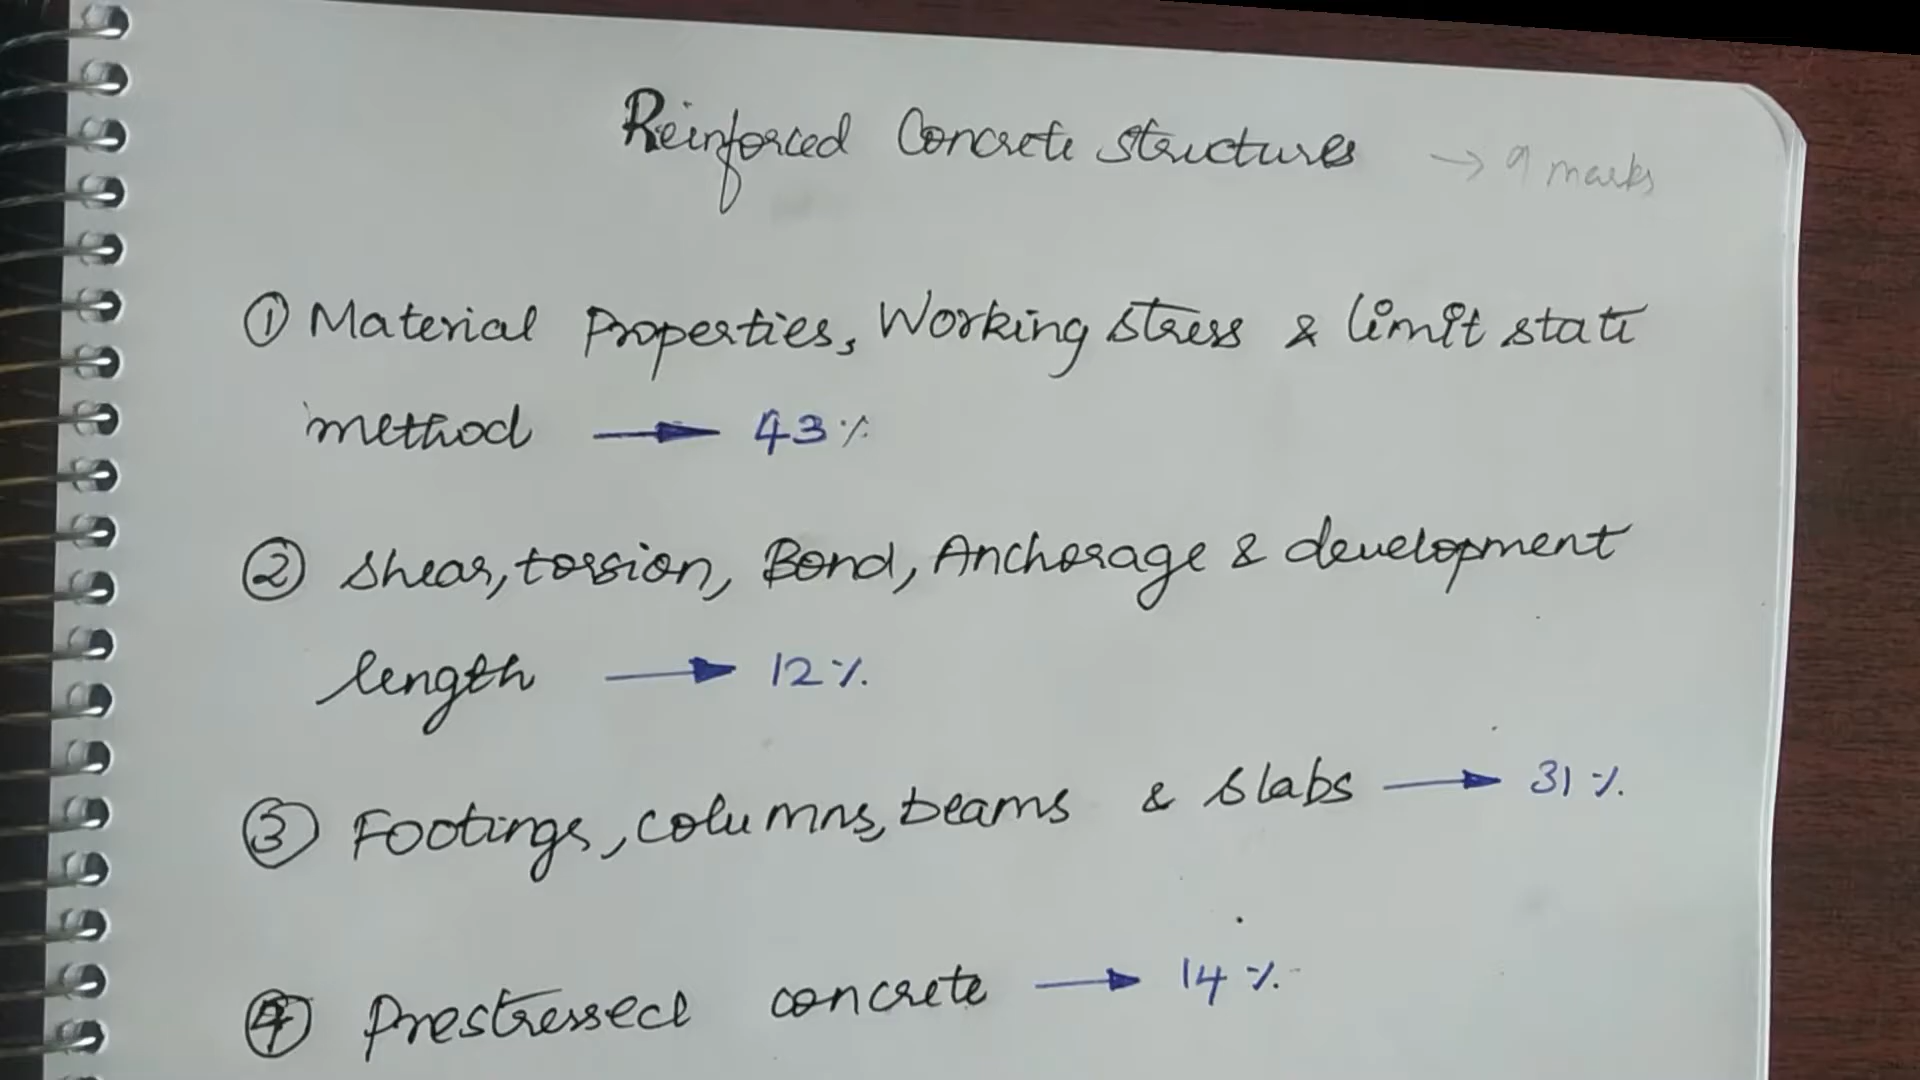 Reinforced Concrete Structures → 9 marks
① Material Properties, Working stress & limit state
method → 43%
② Shear, torsion, Bond, Anchorage & development
length → 12%
③ Footings, columns, beams & slabs → 31%
④ Prestressed concrete → 14%